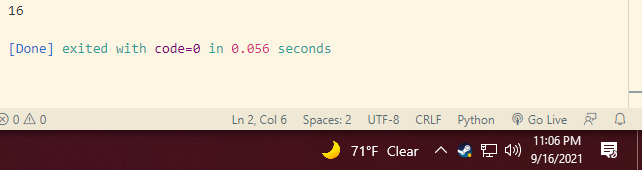 16
[Done] exited with code=0 in 0.056 seconds
0 0 Ln 2, Col 6 Spaces: 2 UTF-8 CRLF Python Go Live
71°F Clear 11:06 PM
9/16/2021